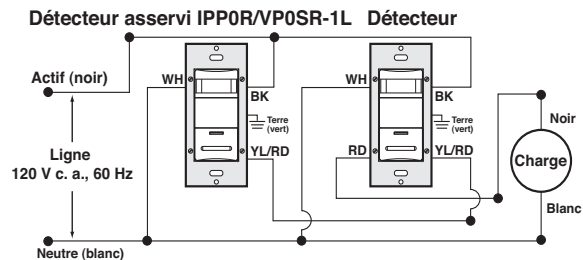 Détecteur asservi IPP0R/VP0SR-1L Détecteur
Actif (noir)
WH
BK
Terre
(vert)
YL/RD
WH
BK
Terre
(vert)
RD
YL/RD
Noir
Charge
Blanc
Ligne
120 V c. a., 60 Hz
Neutre (blanc)